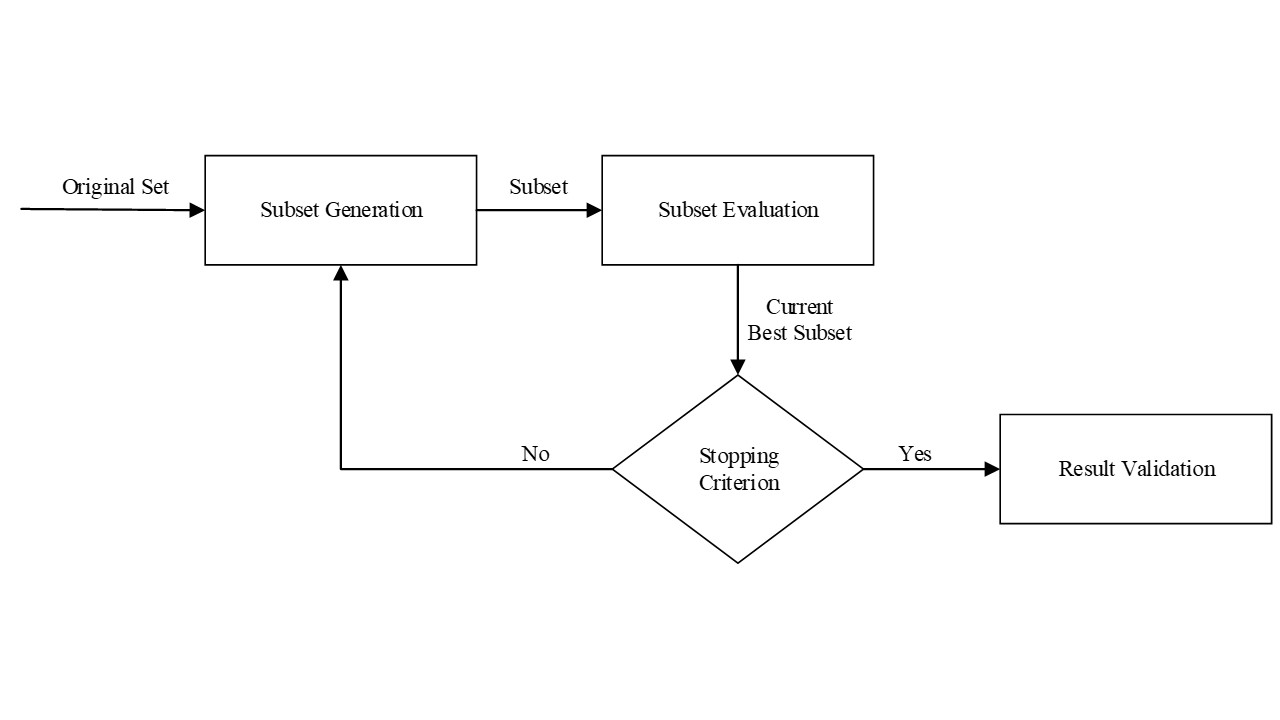 Original Set
Subset Generation
Subset
Subset Evaluation
Current
Best Subset
Stopping
Criterion
No
Yes
Result Validation